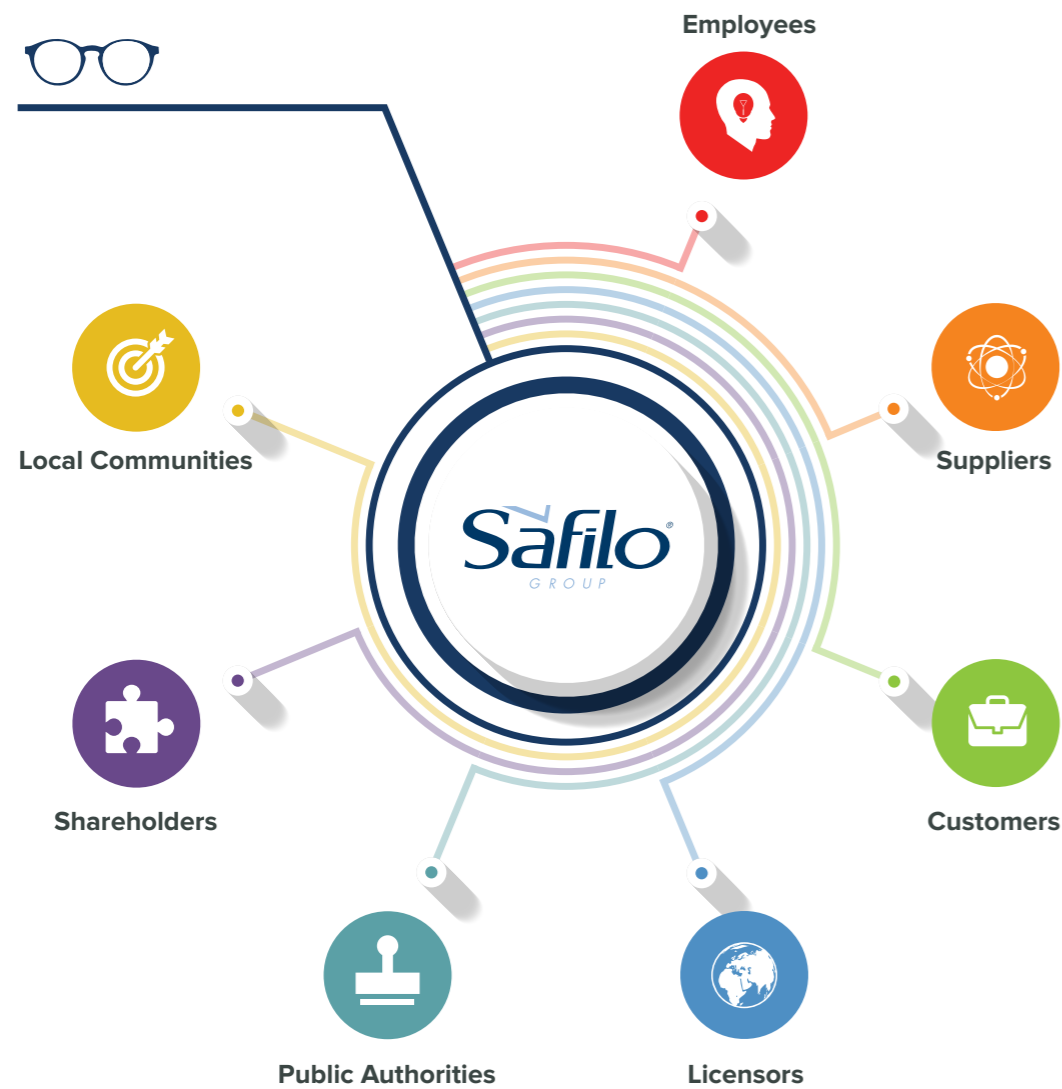 Employees
Local Communities
Suppliers
Safilo®
GROUP
Shareholders
Customers
Public Authorities
Licensors